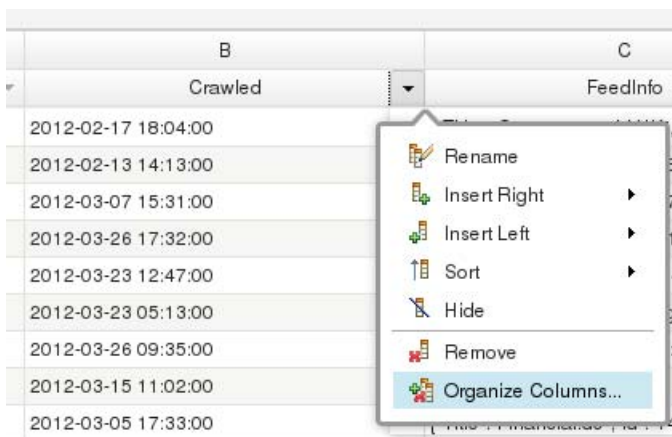 B C
Crawled FeedInfo
2012-02-17 18:04:00
2012-02-13 14:13:00
2012-03-07 15:31:00
2012-03-26 17:32:00
2012-03-23 12:47:00
2012-03-23 05:13:00
2012-03-26 09:35:00
2012-03-15 11:02:00
2012-03-05 17:33:00
Rename
Insert Right
Insert Left
Sort
Hide
Remove
Organize Columns...